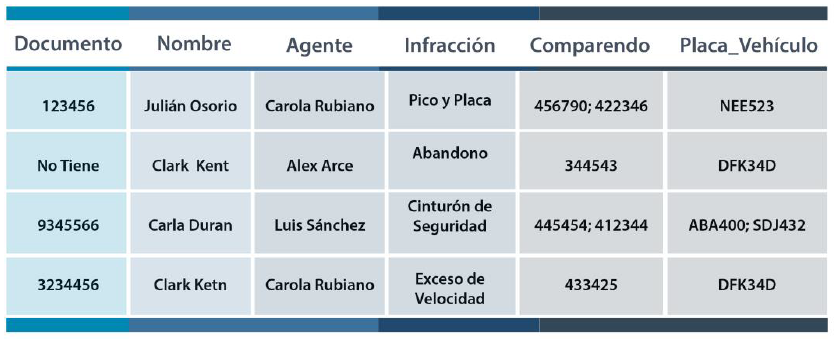 Documento Nombre Agente Infracción Comparendo Placa_Vehículo
123456 Julián Osorio Carola Rubiano Pico y Placa 456790; 422346 NEE523
No Tiene Clark Kent Alex Arce Abandono 344543 DFK34D
9345566 Carla Duran Luis Sánchez Cinturón de Seguridad 445454; 412344 ABA400; SDJ432
3234456 Clark Ketn Carola Rubiano Exceso de Velocidad 433425 DFK34D